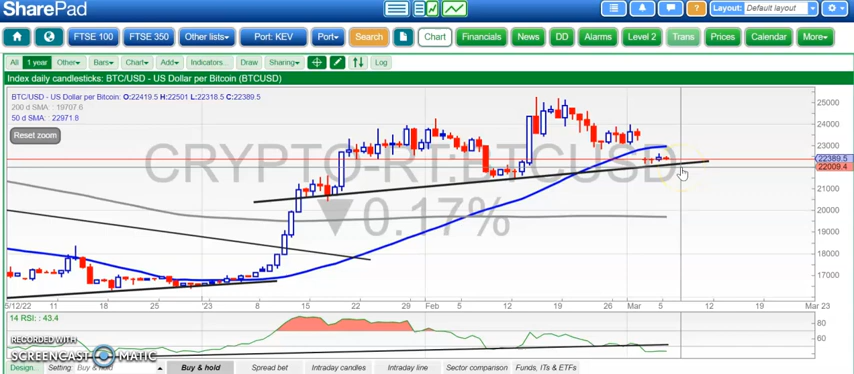 SharePad
Layout: Default layout
FTSE 100 FTSE 350 Other lists Port: KEV Port Search Chart Financials News DD Alarms Level 2 Trans Prices Calendar More
All 1 year Other Bars Chart Add Indicators... Draw Sharing Log
Index daily candlesticks: BTC/USD - US Dollar per Bitcoin (BTCUSD)
BTC/USD - US Dollar per Bitcoin O:22419.5 H:22501 L:22318.5 C:22389.5
200 d SMA : 19707.6
50 d SMA : 22971.8
Reset zoom
CRYPTO-RT:BTCUSD
▼0.17%
25000
24000
23000
22389.5
22009.4
21000
20000
19000
18000
17000
5/12/22 11 18 25 '23 8 15 22 29 Feb 5 12 19 26 Mar 5 12 19 Mar 23
14 RSI: : 43.4
80
60
RECORDED WITH
SCREENCAST MATIC
Design... Setting: Buy & hold Buy & hold Spread bet Intraday candles Intraday line Sector comparison Funds, ITs & ETFs